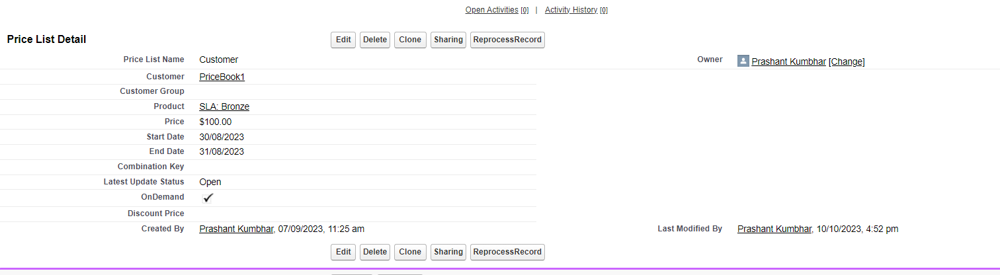 Open Activities [0] | Activity History [0]
Price List Detail Edit Delete Clone Sharing ReprocessRecord
Price List Name Customer Owner Prashant Kumbhar [Change]
Customer PriceBook1
Customer Group
Product SLA: Bronze
Price $100.00
Start Date 30/08/2023
End Date 31/08/2023
Combination Key
Latest Update Status Open
OnDemand
Discount Price
Created By Prashant Kumbhar, 07/09/2023, 11:25 am Last Modified By Prashant Kumbhar, 10/10/2023, 4:52 pm
Edit Delete Clone Sharing ReprocessRecord